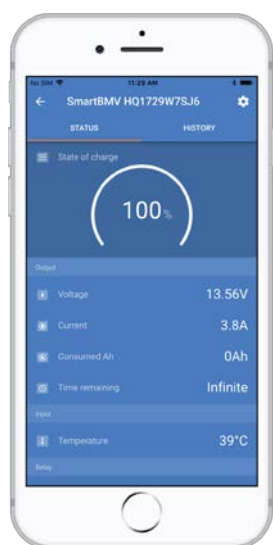 No SIM 11:28 AM
SmartBMV HQ1729W7SJ6
STATUS HISTORY
State of charge
100%
Output
Voltage 13.56V
Current 3.8A
Consumed Ah 0Ah
Time remaining Infinite
Input
Temperature 39°C
Relay